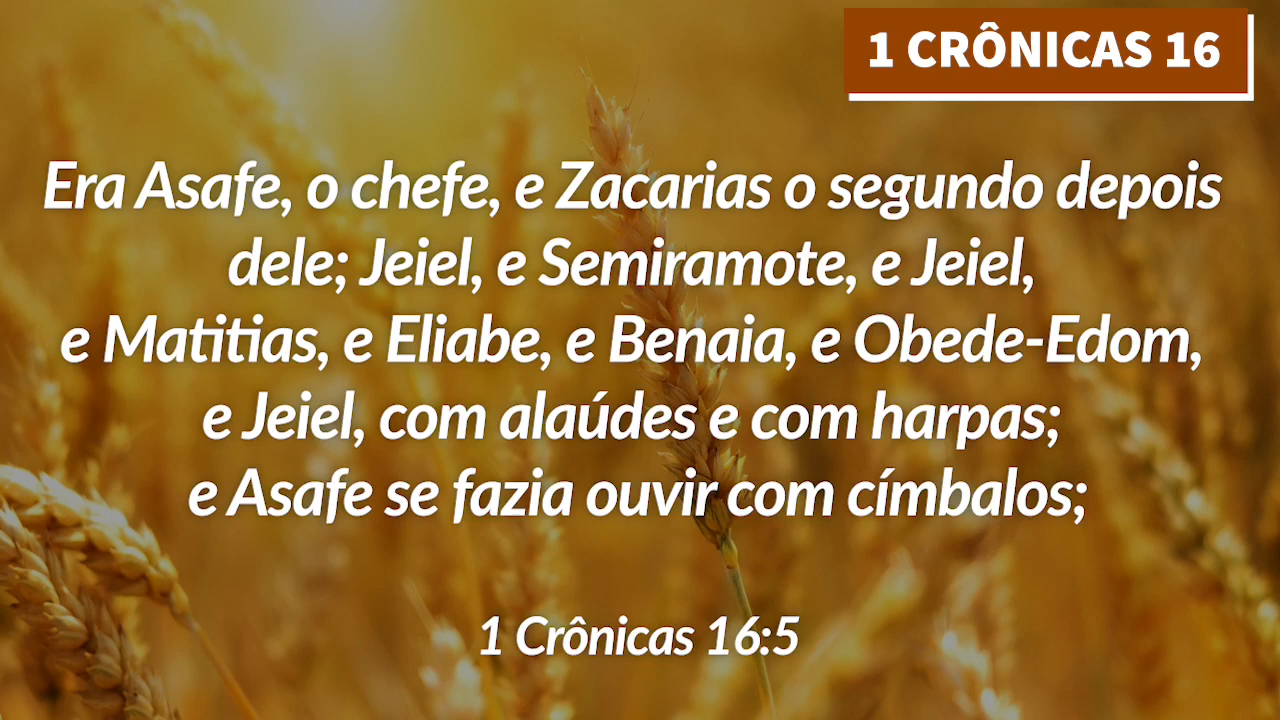 1 CRÔNICAS 16
Era Asafe, o chefe, e Zacarias o segundo depois
dele; Jeiel, e Semiramote, e Jeiel,
e Matitias, e Eliabe, e Benaia, e Obede-Edom,
e Jeiel, com alaúdes e com harpas;
e Asafe se fazia ouvir com címbalos;
1 Crônicas 16:5